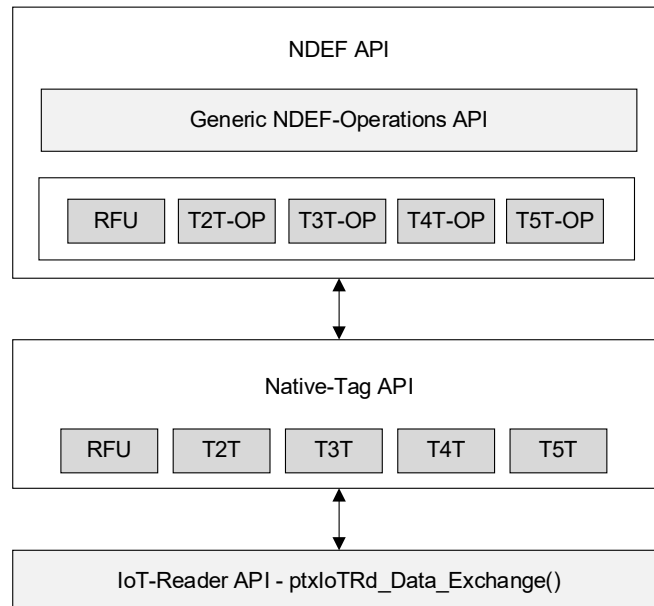 NDEF API
Generic NDEF-Operations API
RFU T2T-OP T3T-OP T4T-OP T5T-OP
Native-Tag API
RFU T2T T3T T4T T5T
IoT-Reader API - ptxIoTRd_Data_Exchange()